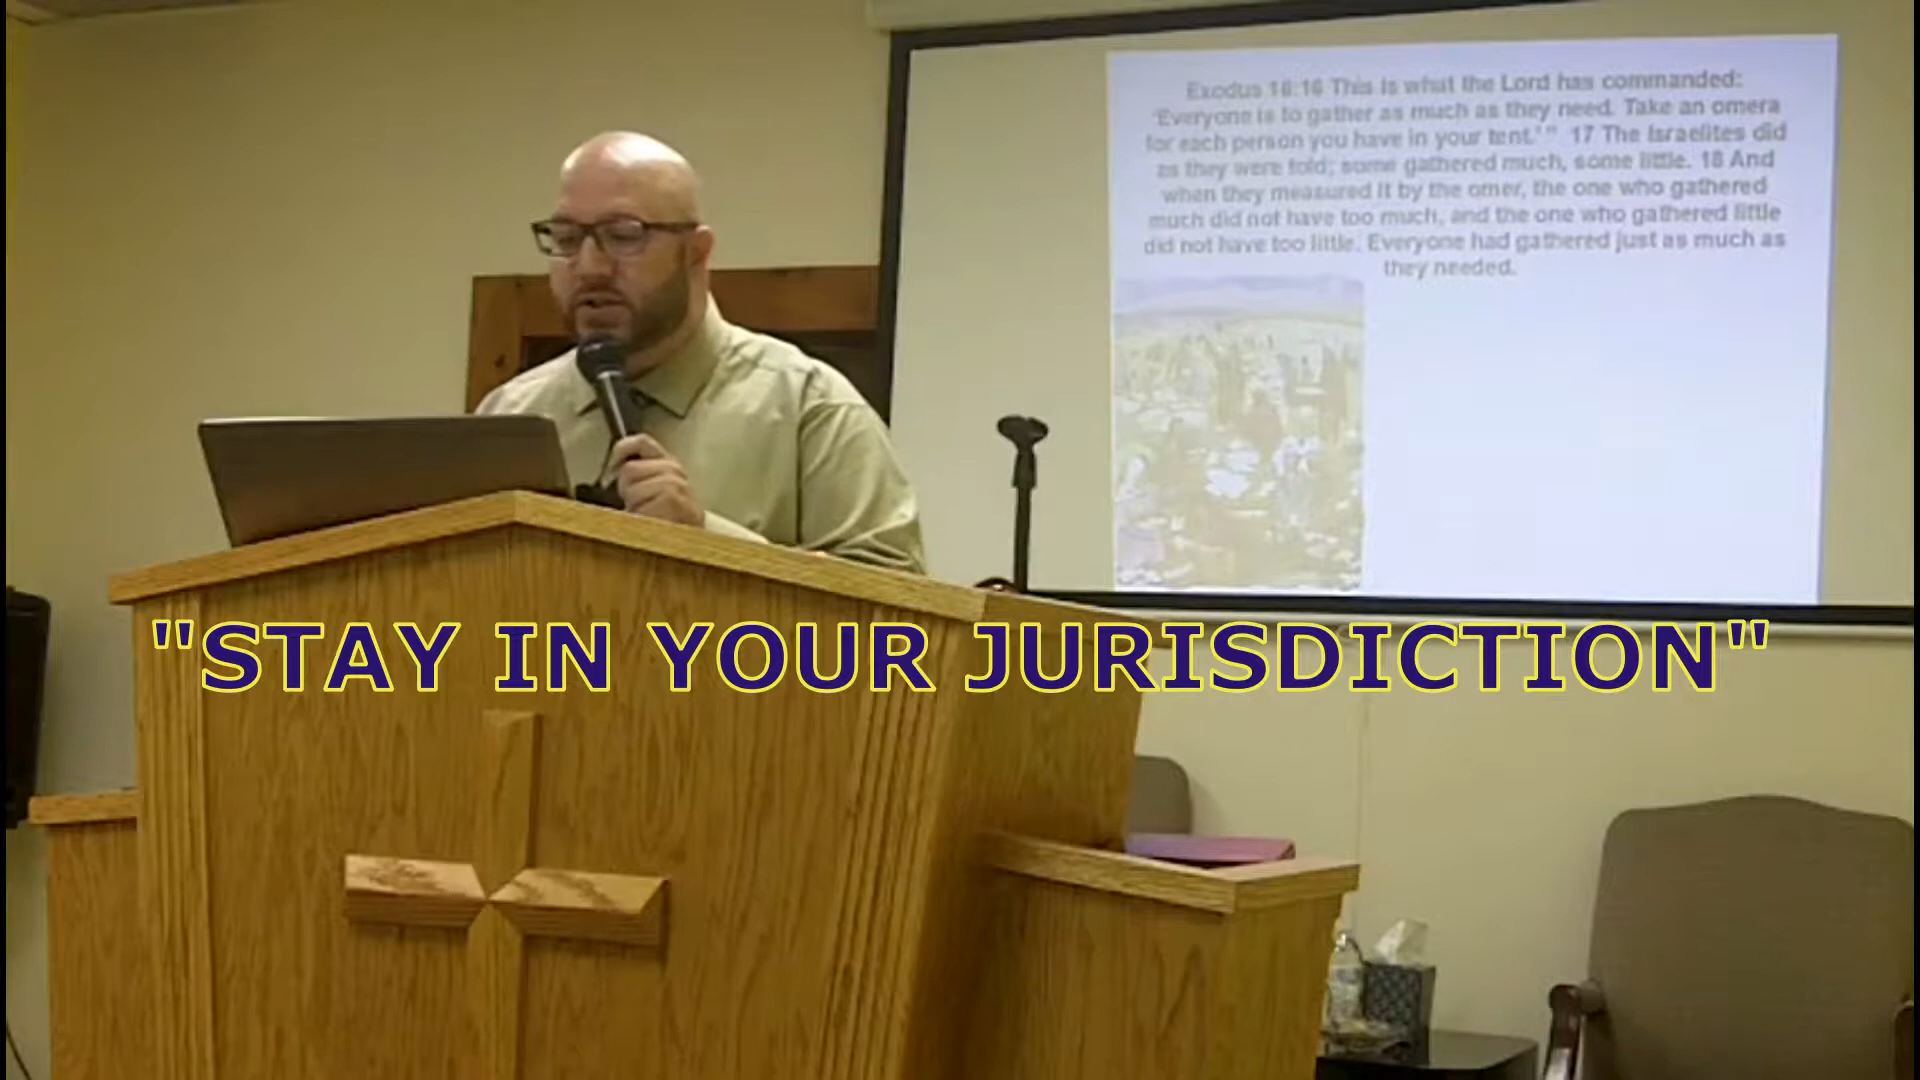 Exodus 16:16 This is what the Lord has commanded:
'Everyone is to gather as much as they need. Take an omera
for each person you have in your tent.' " 17 The Israelites did
as they were told; some gathered much, some little. 18 And
when they measured it by the omer, the one who gathered
much did not have too much, and the one who gathered little
did not have too little. Everyone had gathered just as much as
they needed.
"STAY IN YOUR JURISDICTION"